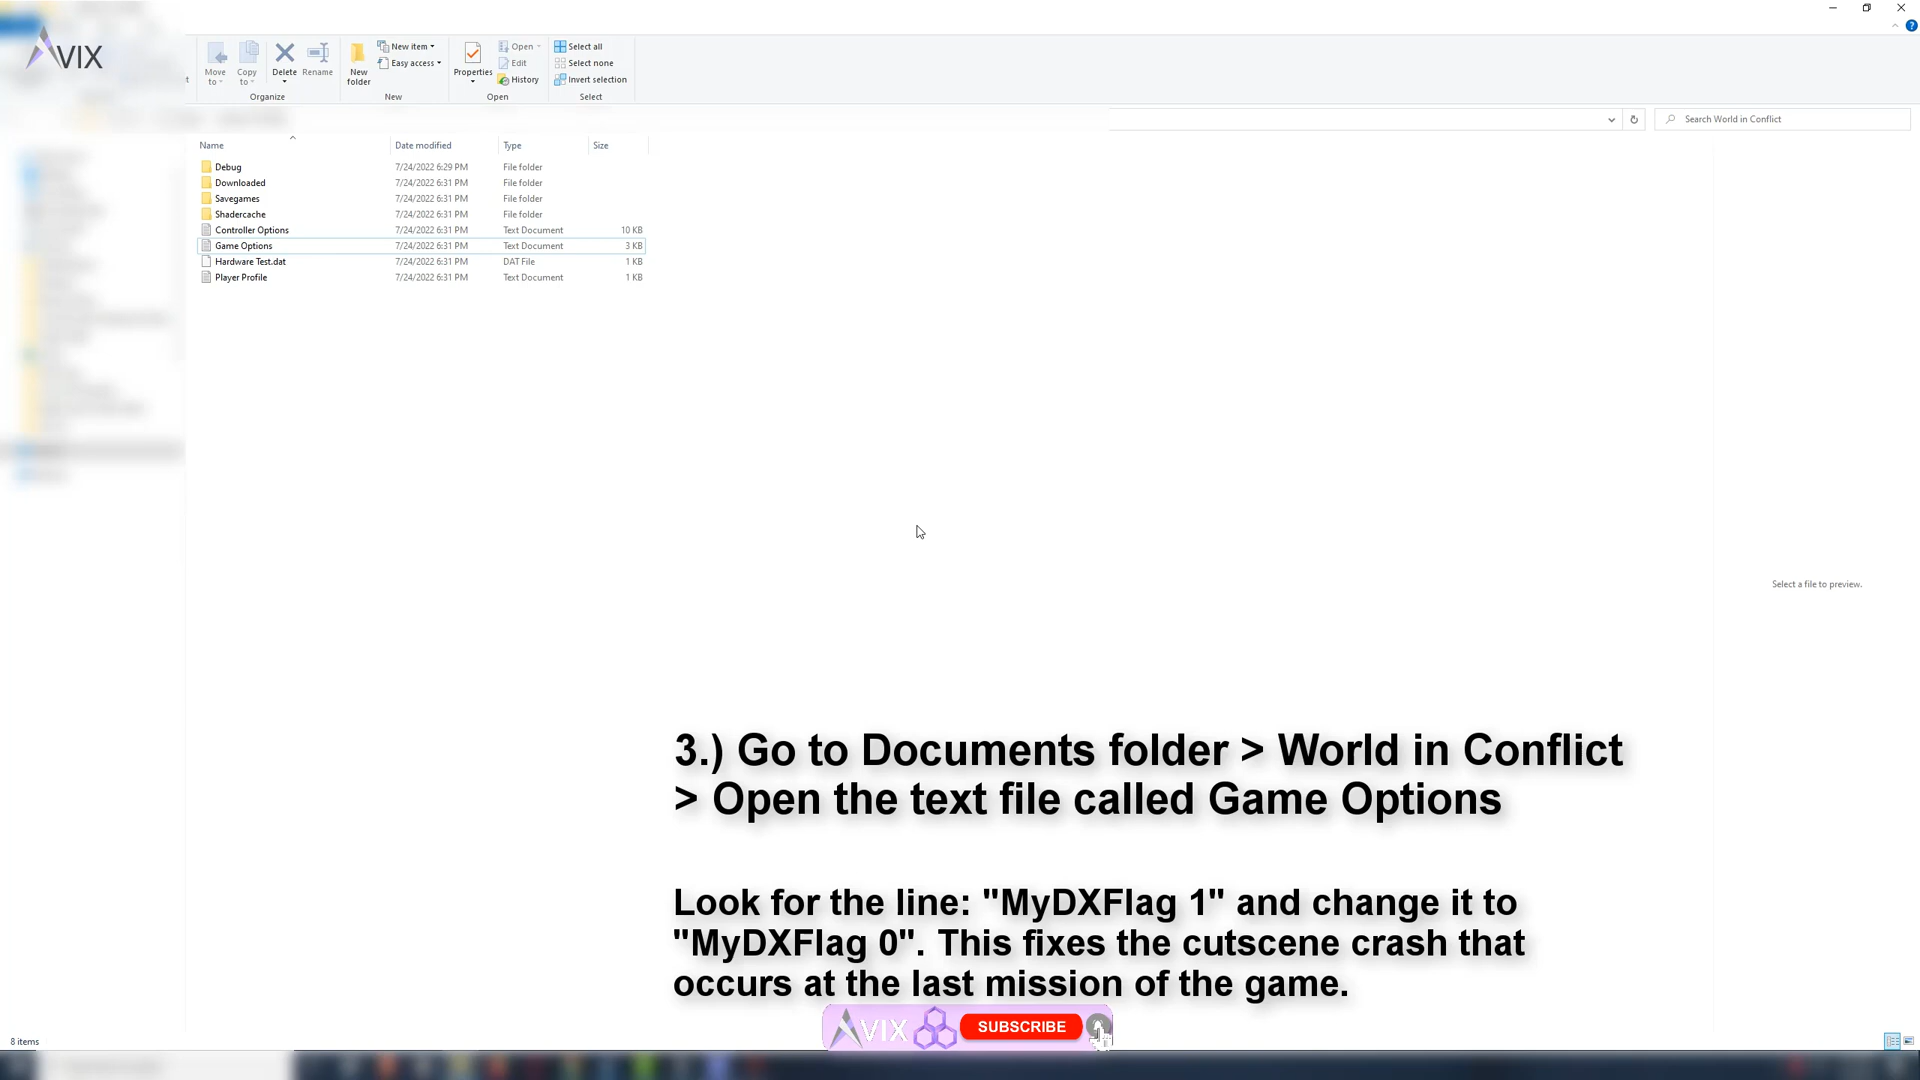 AVIX
Move to
Copy to
Delete
Rename
New folder
New item
Easy access
Properties
Open
Edit
History
Select all
Select none
Invert selection
Organize
New
Open
Select
Search World in Conflict
Name Date modified Type Size
Debug 7/24/2022 6:29 PM File folder
Downloaded 7/24/2022 6:31 PM File folder
Savegames 7/24/2022 6:31 PM File folder
Shadercache 7/24/2022 6:31 PM File folder
Controller Options 7/24/2022 6:31 PM Text Document 10 KB
Game Options 7/24/2022 6:31 PM Text Document 3 KB
Hardware Test.dat 7/24/2022 6:31 PM DAT File 1 KB
Player Profile 7/24/2022 6:31 PM Text Document 1 KB
Select a file to preview.
3.) Go to Documents folder > World in Conflict
> Open the text file called Game Options
Look for the line: "MyDXFlag 1" and change it to
"MyDXFlag 0". This fixes the cutscene crash that
occurs at the last mission of the game.
AVIX SUBSCRIBE
8 items